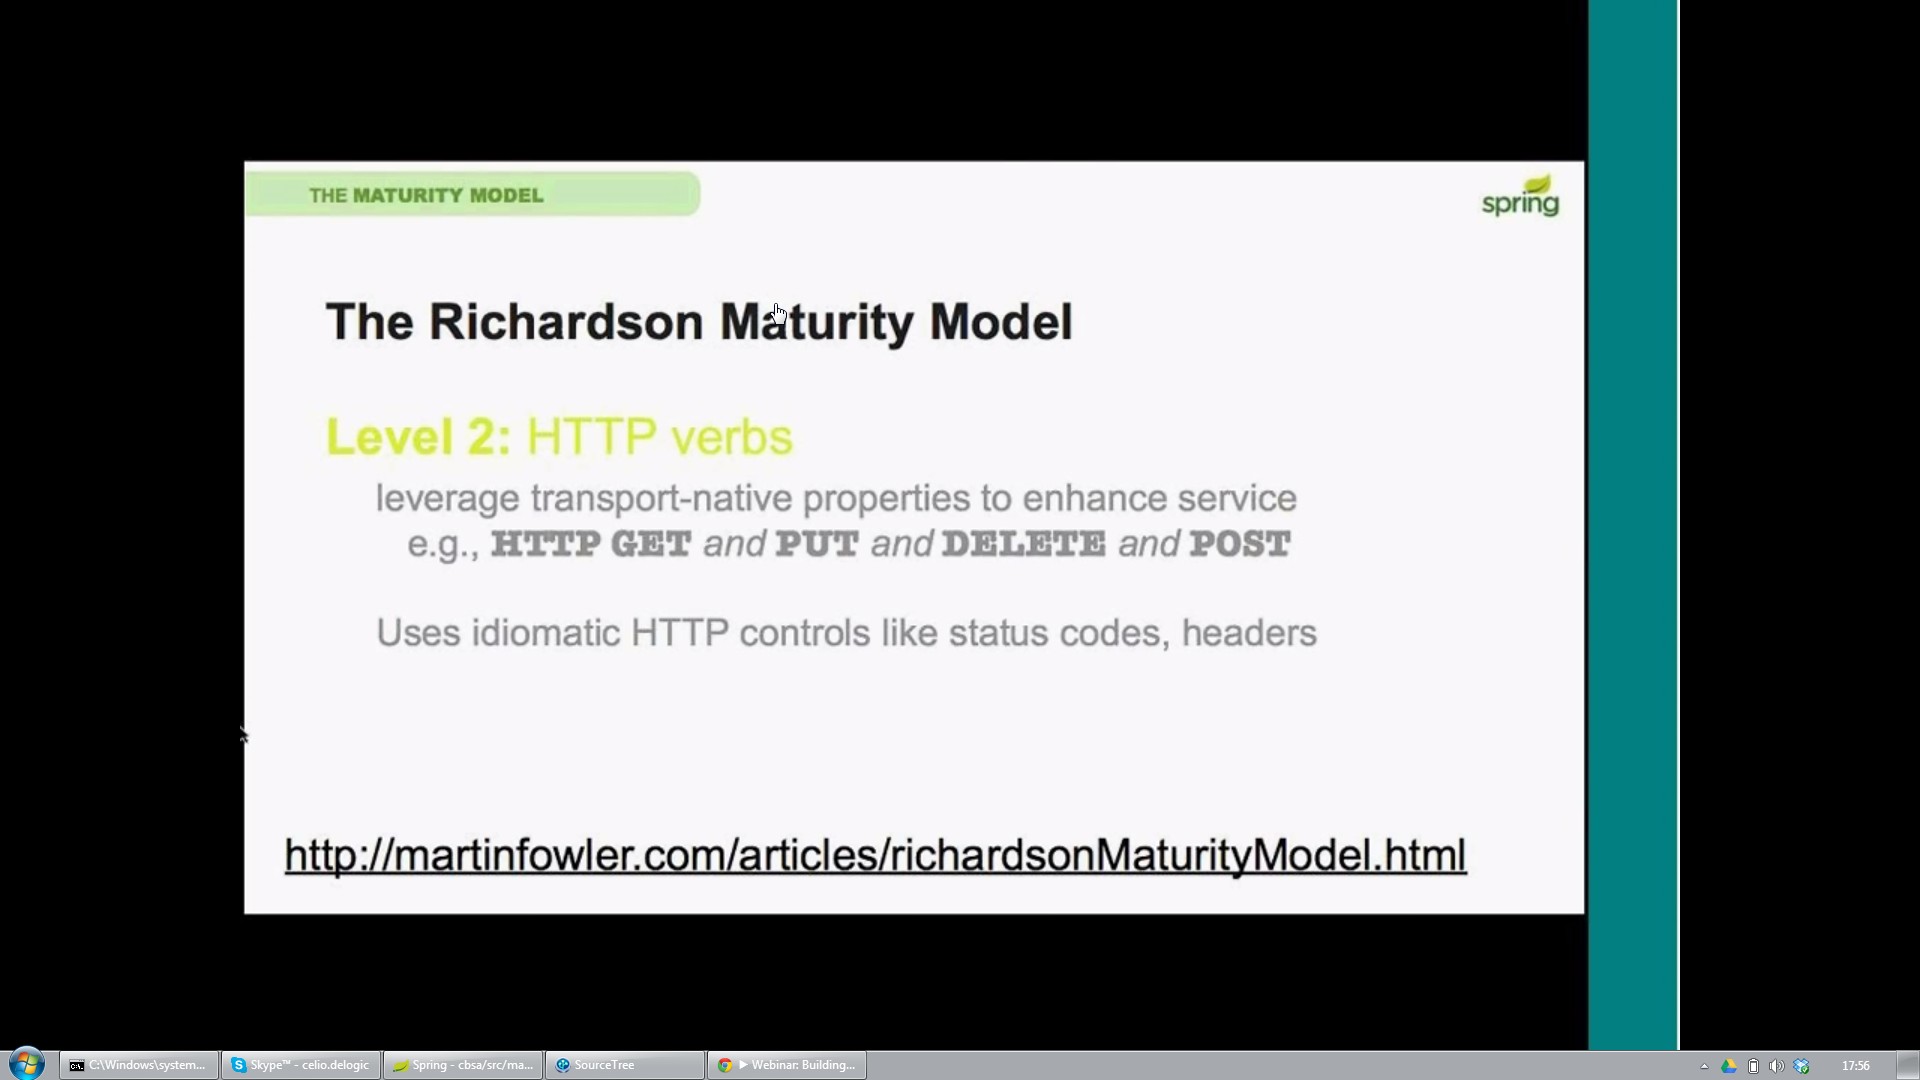 THE MATURITY MODEL
spring
The Richardson Maturity Model
Level 2: HTTP verbs
leverage transport-native properties to enhance service
e.g., HTTP GET and PUT and DELETE and POST
Uses idiomatic HTTP controls like status codes, headers
http://martinfowler.com/articles/richardsonMaturityModel.html
C:\Windows\system...
Skype™ - celio.delogic
Spring - cbsa/src/ma...
SourceTree
Webinar: Building...
17:56